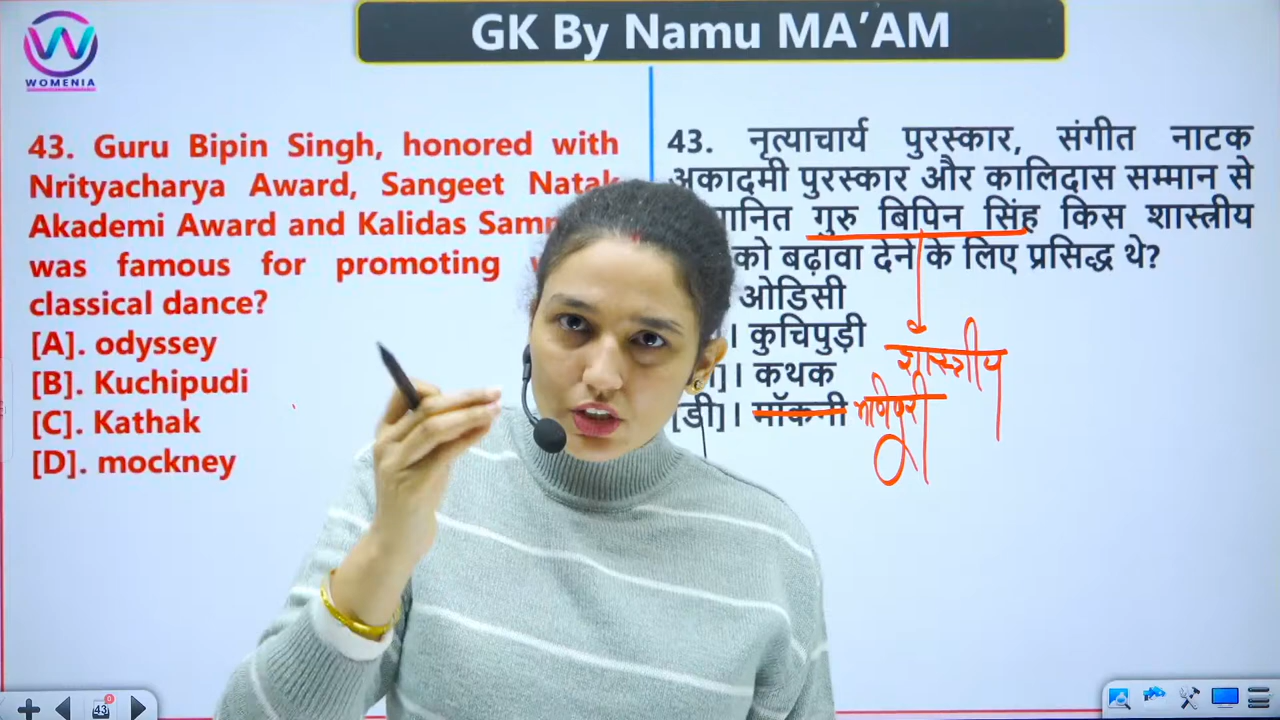 GK By Namu MA’AM
WOMENIA
43. Guru Bipin Singh, honored with
Nrityacharya Award, Sangeet Natak
Akademi Award and Kalidas Samm
was famous for promoting
classical dance?
[A]. odyssey
[B]. Kuchipudi
[C]. Kathak
[D]. mockney
43. नृत्याचार्य पुरस्कार, संगीत नाटक
अकादमी पुरस्कार और कालिदास सम्मान से
गुरु बिपिन सिंह किस शास्त्रीय
को बढ़ावा देने के लिए प्रसिद्ध थे?
ओडिसी
। कुचिपुड़ी
]। कथक
[डी]। मॉकनी मणिपुरी
शास्त्रीय
43